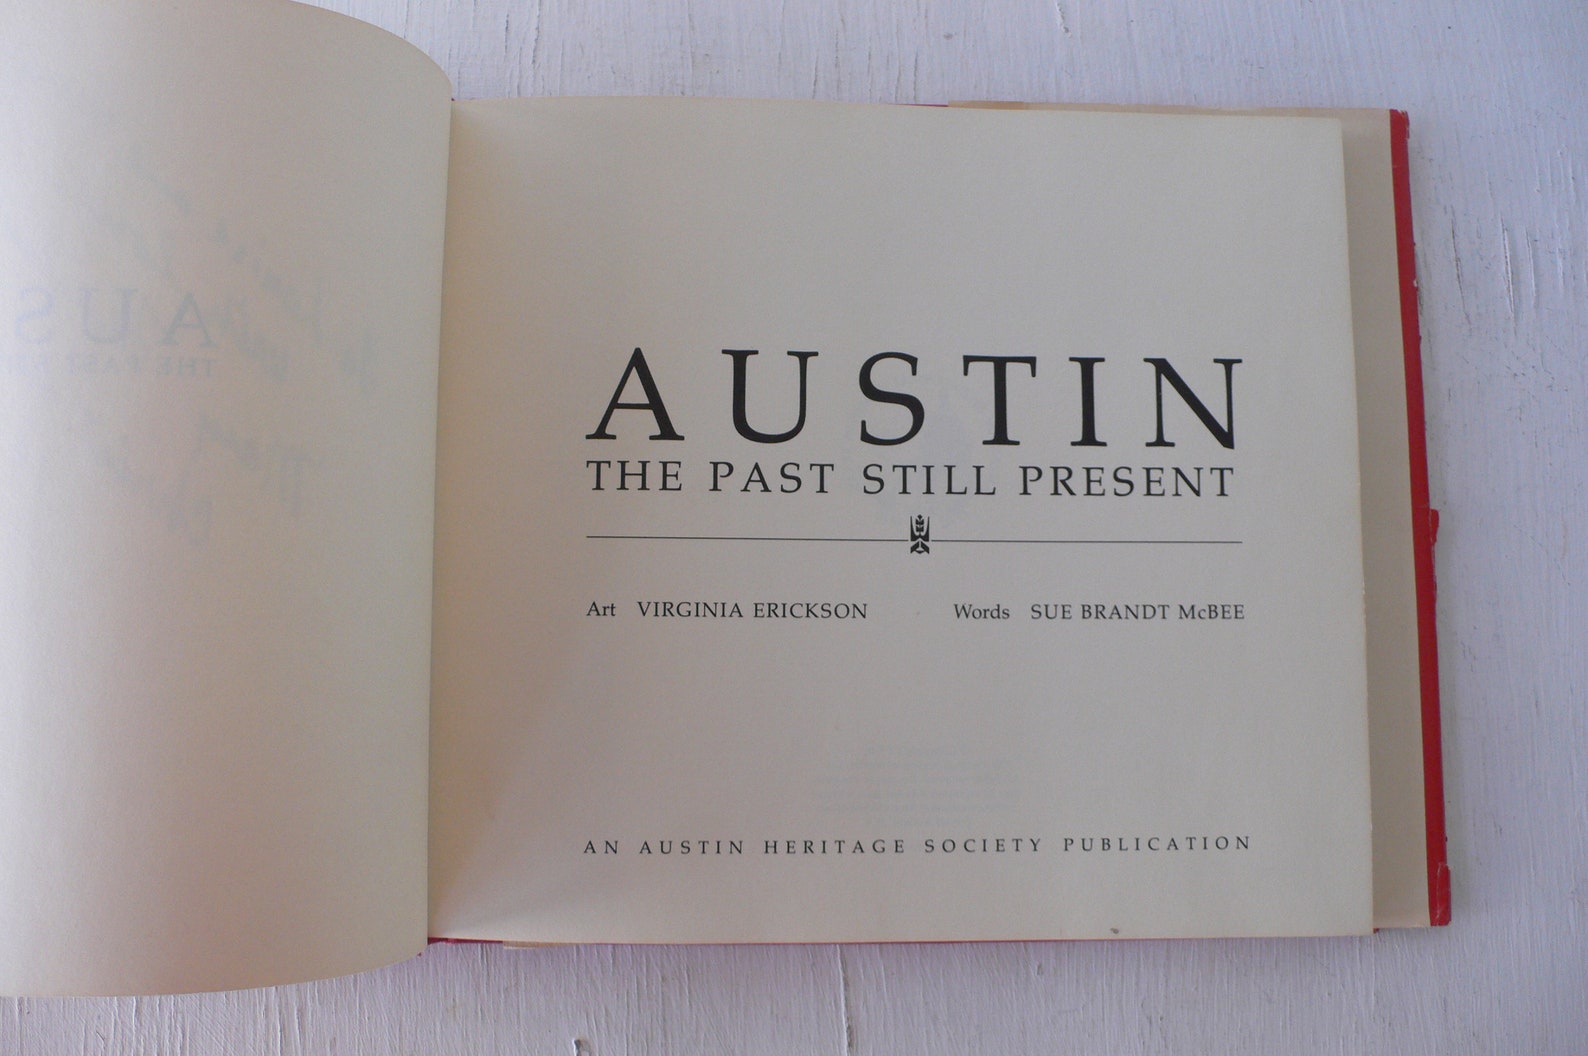 AUSTIN
THE PAST STILL PRESENT
Art VIRGINIA ERICKSON Words SUE BRANDT McBEE
AN AUSTIN HERITAGE SOCIETY PUBLICATION